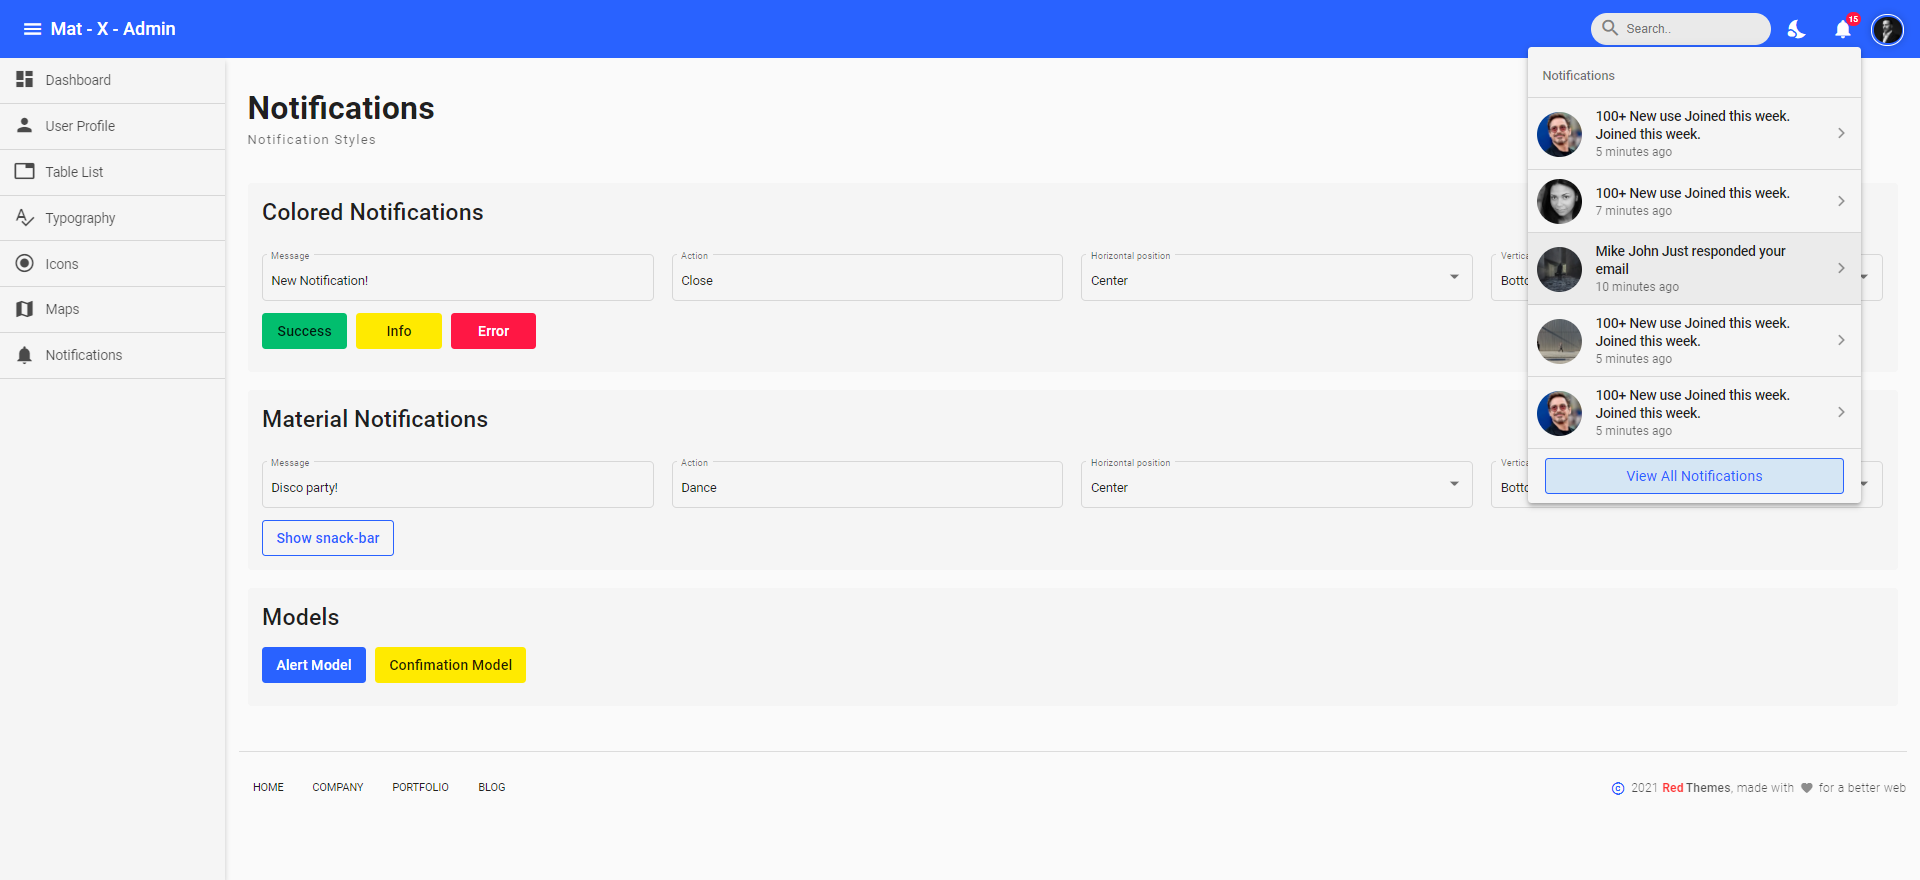 Mat - X - Admin
Search..
15
Dashboard
User Profile
Table List
Typography
Icons
Maps
Notifications
Notifications
Notification Styles
Colored Notifications
Message
New Notification!
Action
Close
Horizontal position
Center
Vertica
Botto
Success
Info
Error
Material Notifications
Message
Disco party!
Action
Dance
Horizontal position
Center
Vertica
Botto
Show snack-bar
Models
Alert Model
Confimation Model
Notifications
100+ New use Joined this week.
Joined this week.
5 minutes ago
100+ New use Joined this week.
7 minutes ago
Mike John Just responded your
email
10 minutes ago
100+ New use Joined this week.
Joined this week.
5 minutes ago
100+ New use Joined this week.
Joined this week.
5 minutes ago
View All Notifications
HOME COMPANY PORTFOLIO BLOG
© 2021 Red Themes, made with ♥ for a better web